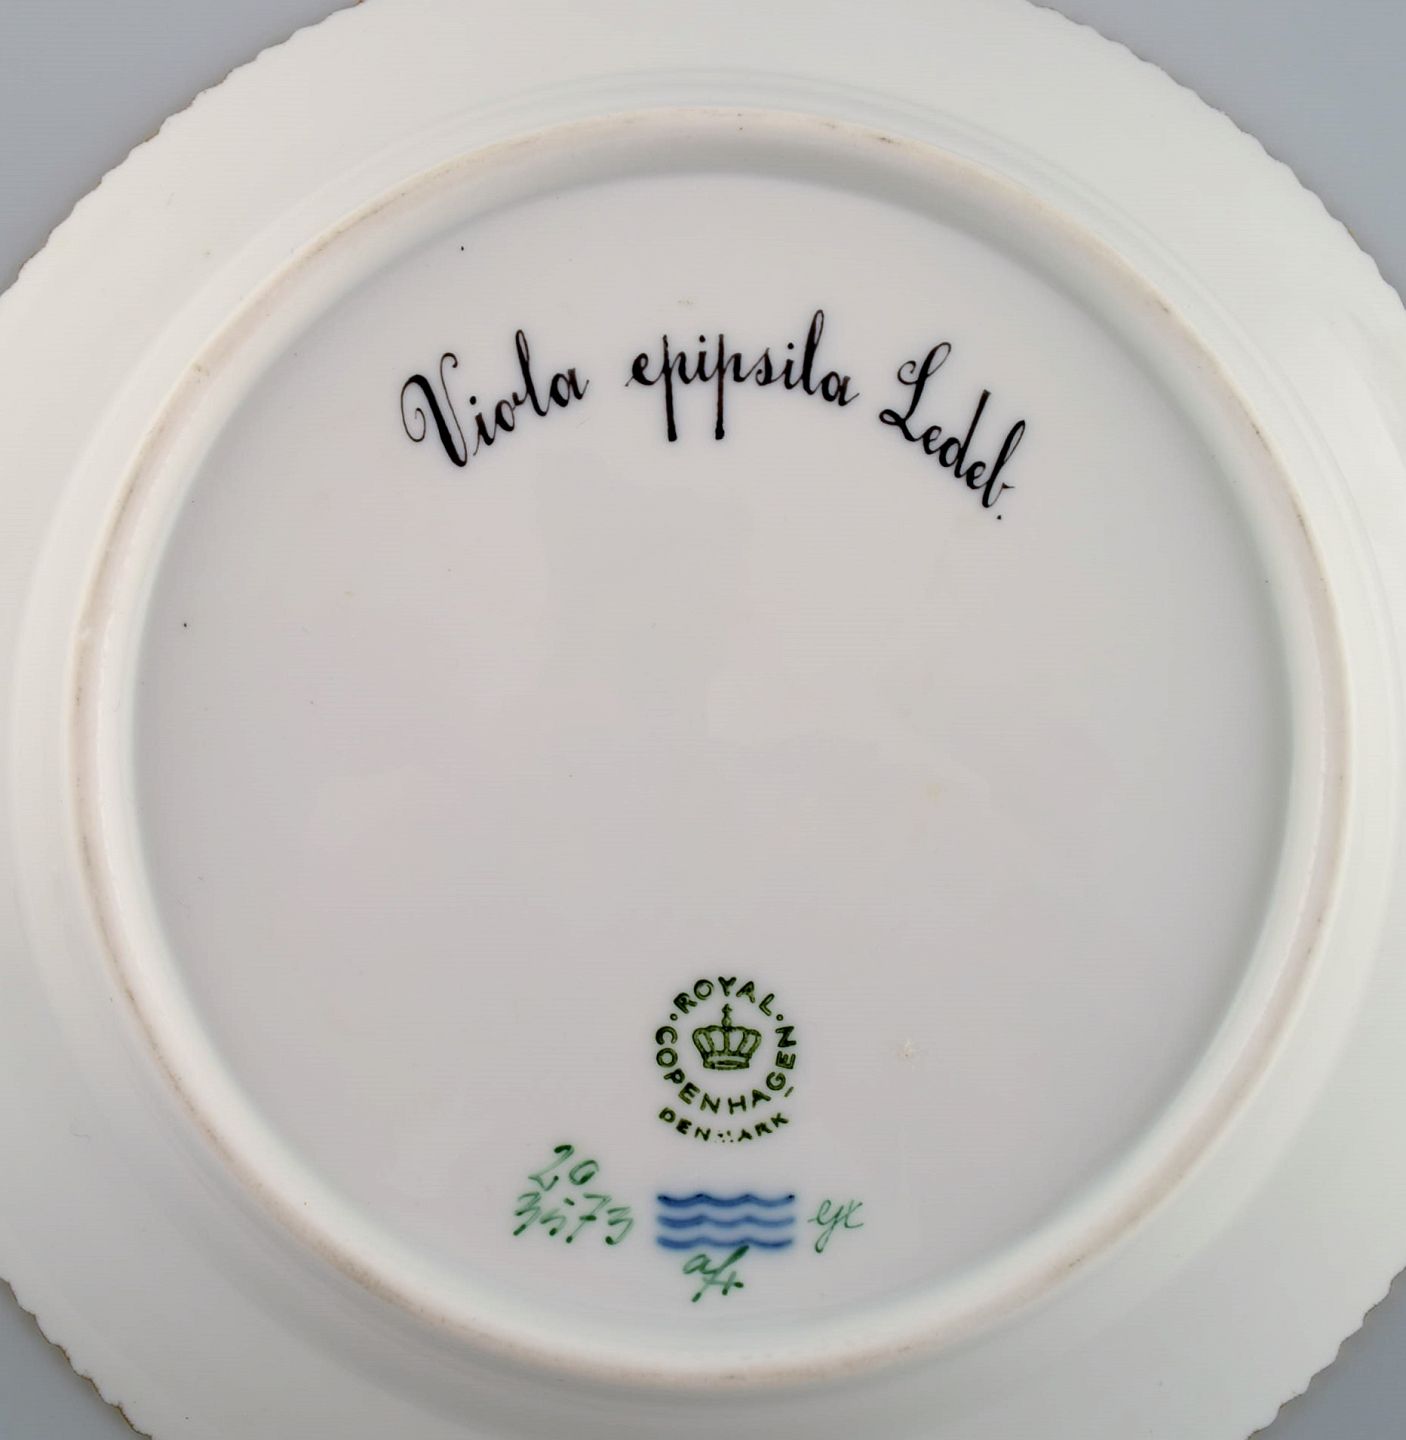 Viola epipsila Ledeb.
ROYAL
COPENHAGEN
DENMARK
20
3573